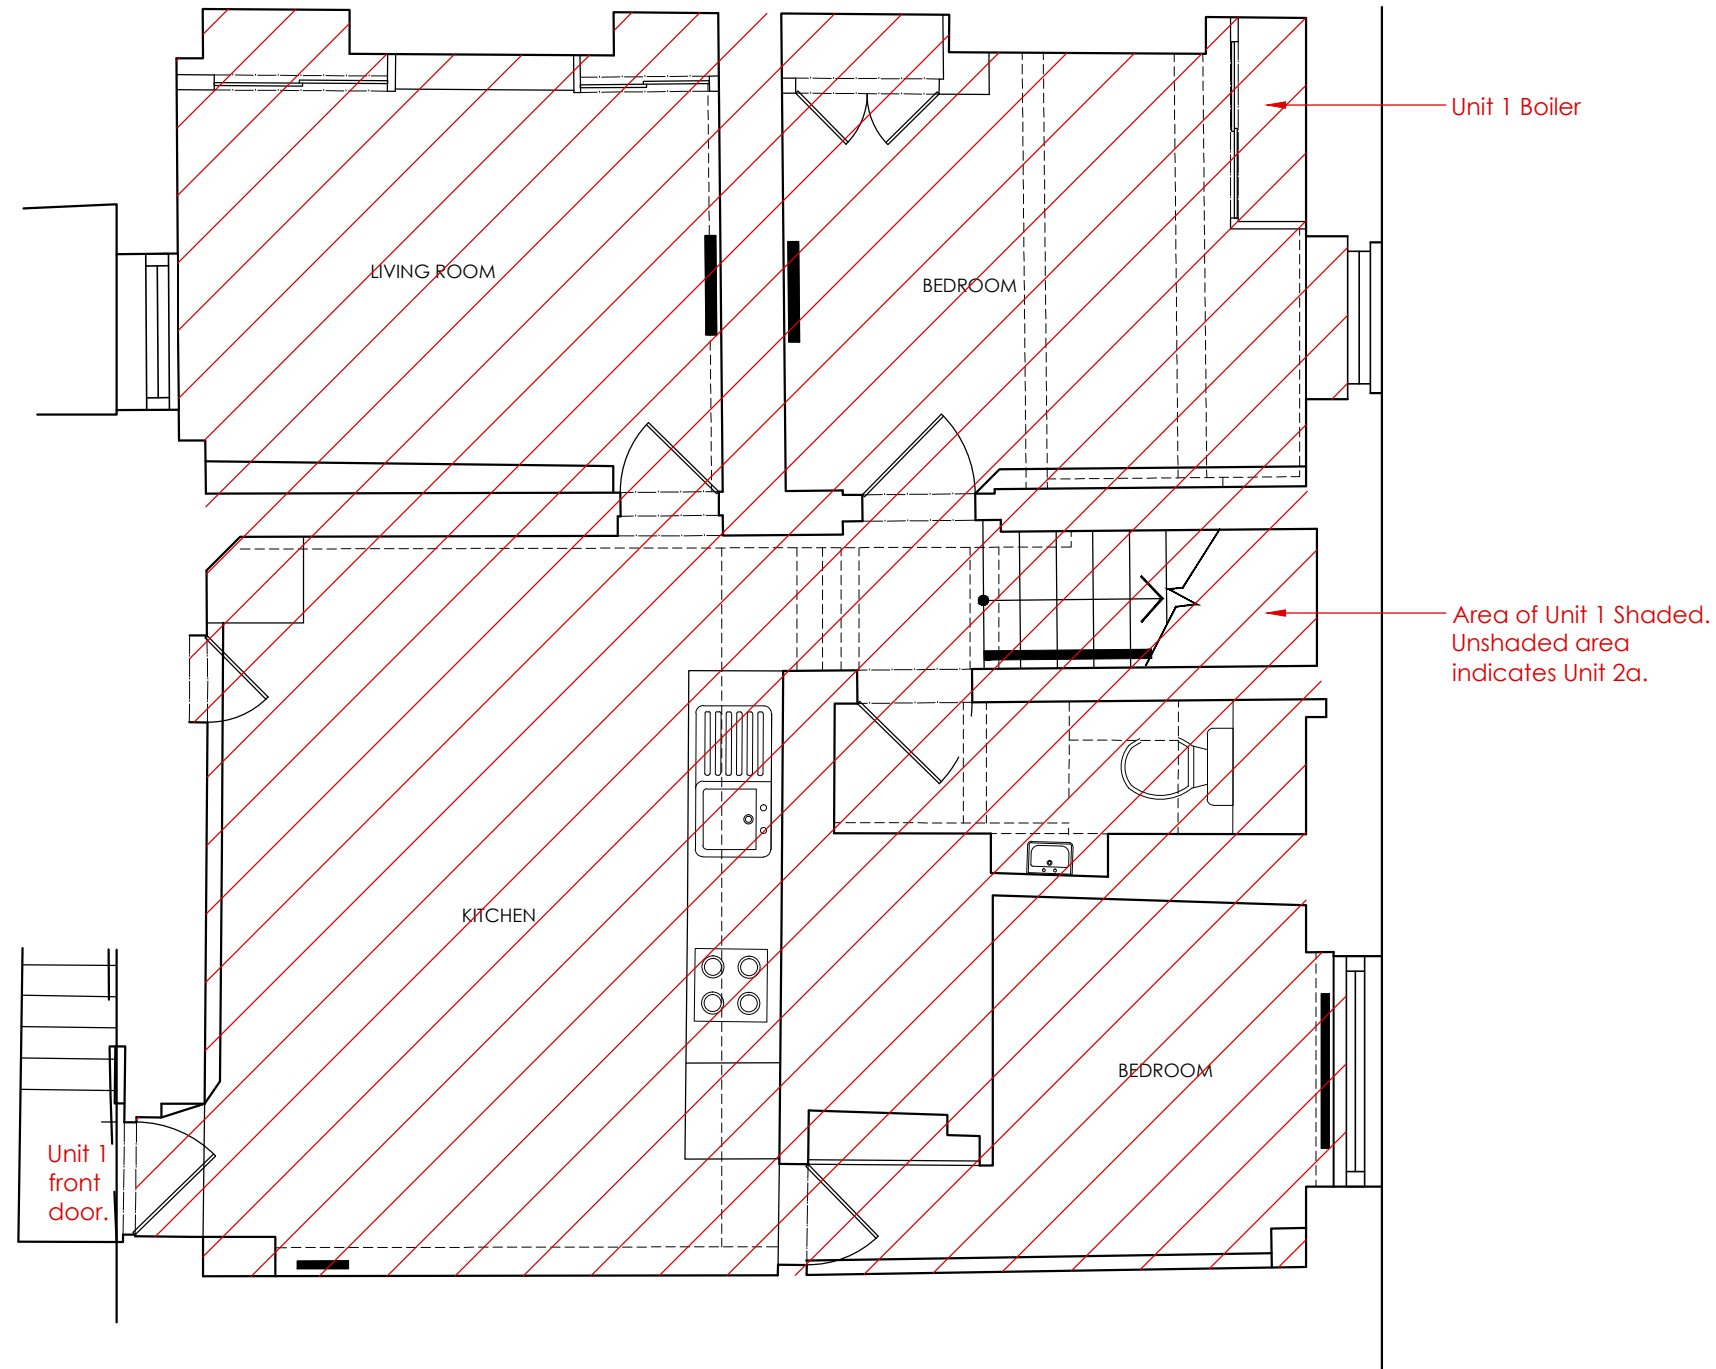 Unit 1 Boiler
LIVING ROOM
BEDROOM
Area of Unit 1 Shaded.
Unshaded area
indicates Unit 2a.
KITCHEN
BEDROOM
Unit 1
front
door.